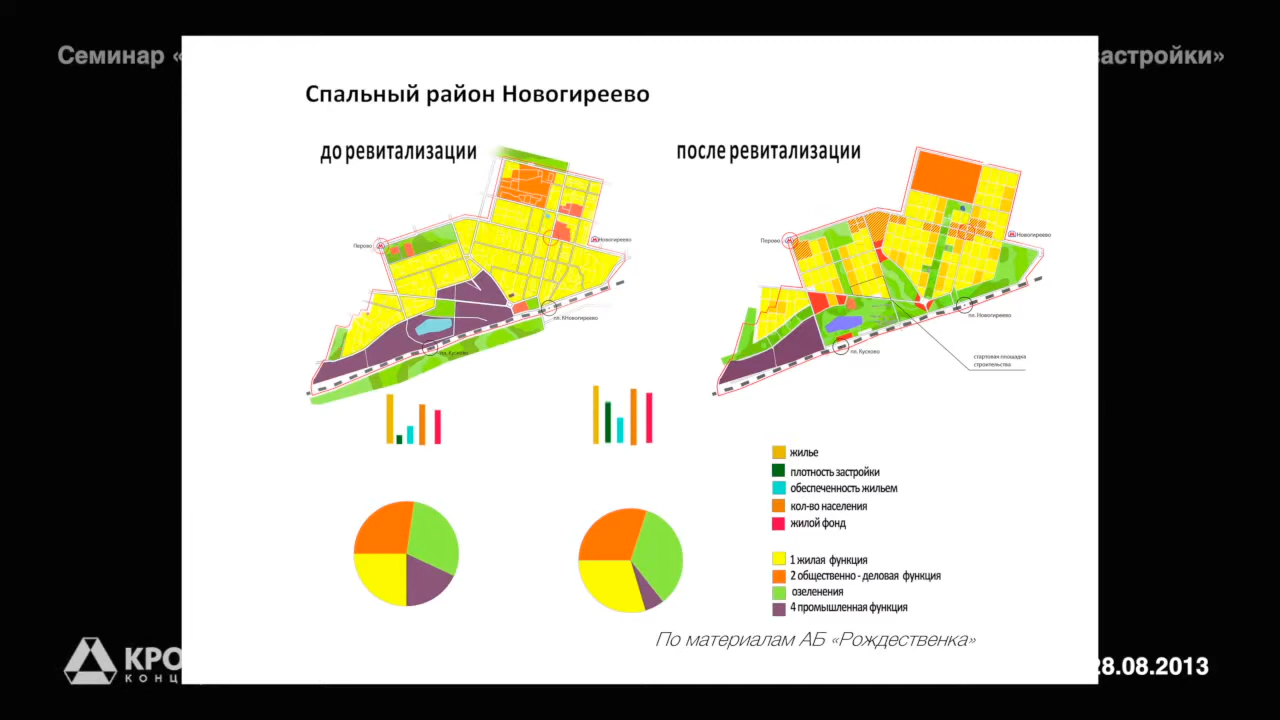 Семинар «
астройки»
Спальный район Новогиреево
до ревитализации
после ревитализации
Перово
Новогиреево
пл. Новогиреево
пл. Кусково
Перово
Новогиреево
пл. Новогиреево
пл. Кусково
стартовая площадка
строительства
жилье
плотность застройки
обеспеченность жильем
кол-во населения
жилой фонд
1 жилая функция
2 общественно - деловая функция
озеленения
4 промышленная функция
По материалам АБ «Рождественка»
КРО
КОНЦ
28.08.2013